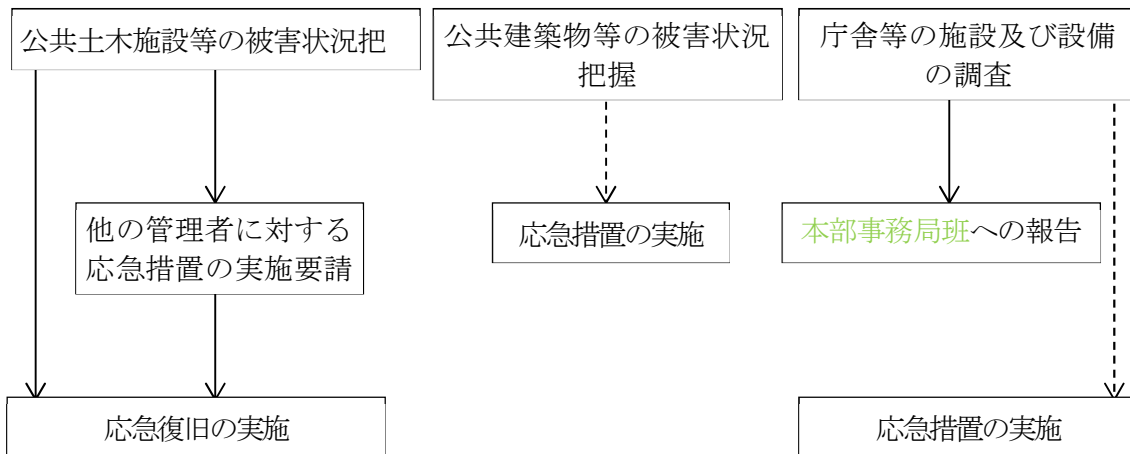 公共土木施設等の被害状況把
公共建築物等の被害状況
把握
庁舎等の施設及び設備
の調査
他の管理者に対する
応急措置の実施要請
応急措置の実施
本部事務局班への報告
応急復旧の実施
応急措置の実施